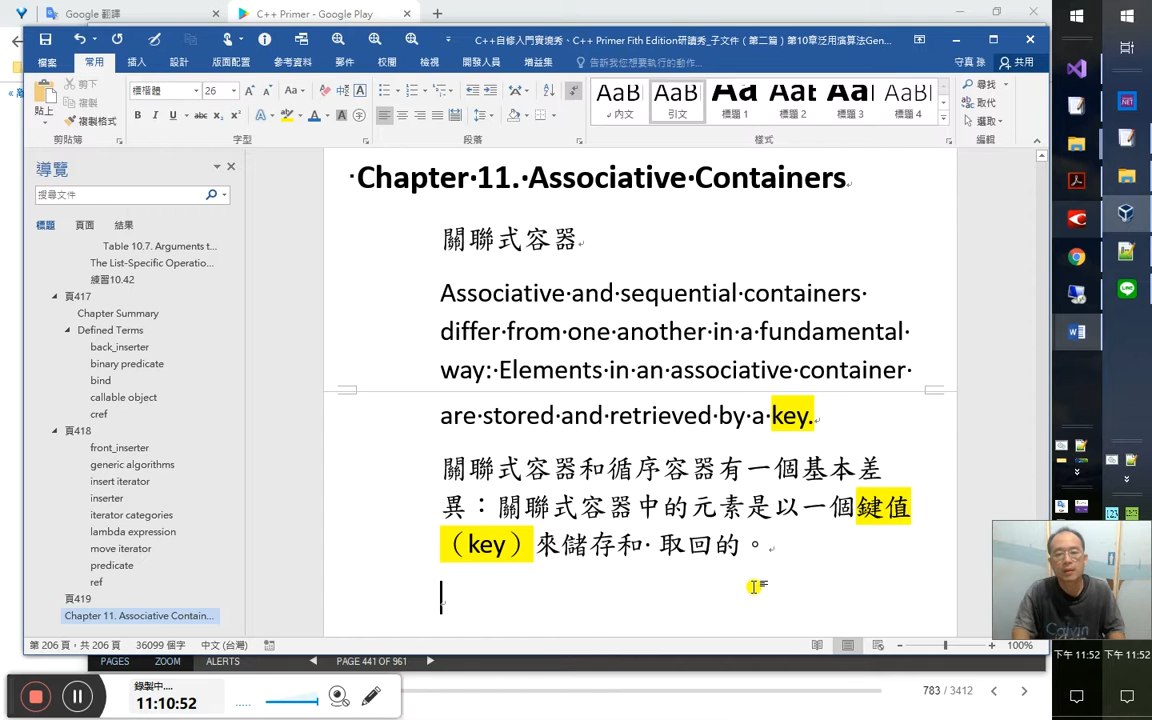 Google 翻譯
C++ Primer - Google Play
C++自修入門實境秀、C++ Primer Fifth Edition研讀秀_子文件（第二篇）第10章泛用演算法Gen...
檔案
常用
插入
設計
版面配置
參考資料
郵件
校閱
檢視
開發人員
增益集
告訴我您想要執行的動作...
守真 孫
共用
貼上
剪下
複製
複製格式
標楷體
26
AaB
AaB
Aa
Aab
Aal
AaBb
內文
引文
標題 1
標題 2
標題 3
標題 4
尋找
取代
選取
剪貼簿
字型
段落
樣式
編輯
導覽
搜尋文件
標題
頁面
結果
Table 10.7. Arguments t...
The List-Specific Operatio...
練習10.42
頁417
Chapter Summary
Defined Terms
back_inserter
binary predicate
bind
callable object
cref
頁418
front_inserter
generic algorithms
insert iterator
inserter
iterator categories
lambda expression
move iterator
predicate
ref
頁419
Chapter 11. Associative Contain...
Chapter 11. Associative Containers
關聯式容器
Associative and sequential containers
differ from one another in a fundamental
way: Elements in an associative container
are stored and retrieved by a key.
關聯式容器和循序容器有一個基本差
異：關聯式容器中的元素是以一個鍵值
（key）來儲存和 取回的。
第 206 頁，共 206 頁
36099 個字
中文 (台灣)
100%
PAGES
ZOOM
ALERTS
PAGE 441 OF 961
783 / 3412
錄製中....
11:10:52
下午 11:52
下午 11:52